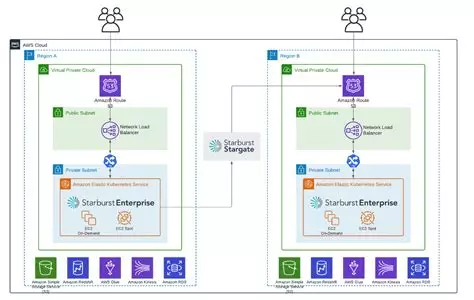 AWS Cloud
Region A
Virtual Private Cloud
Amazon Route
53
Public Subnet
Network Load
Balancer
Private Subnet
Amazon Elastic Kubernetes Service
Starburst Enterprise
EC2
On-Demand
EC2 Spot
Amazon Simple
Storage Service
(S3)
Amazon Redshift
AWS Glue
Amazon Kinesis
Amazon RDS
Starburst
Stargate
Region B
Virtual Private Cloud
Amazon Route
53
Public Subnet
Network Load
Balancer
Private Subnet
Amazon Elastic Kubernetes Service
Starburst Enterprise
EC2
On-Demand
EC2 Spot
Amazon Simple
Storage Service
(S3)
Amazon Redshift
AWS Glue
Amazon Kinesis
Amazon RDS